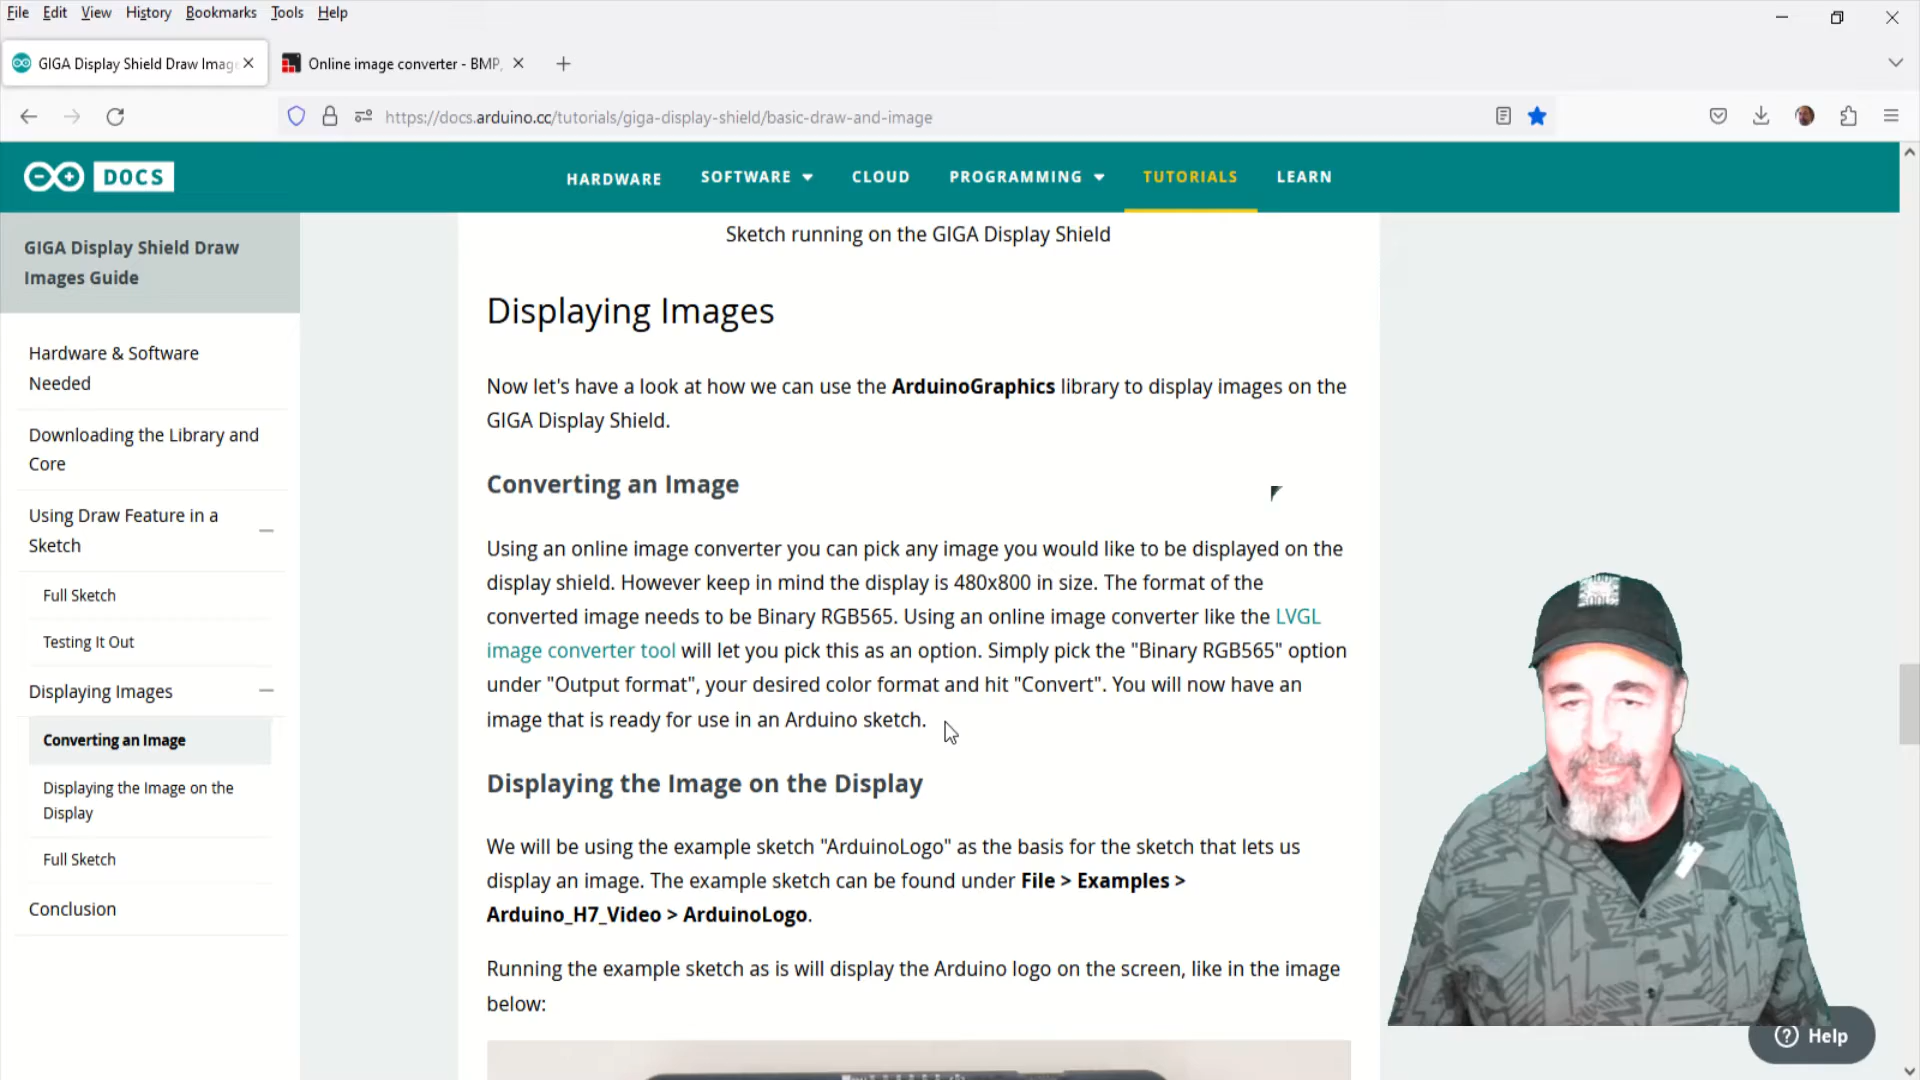 File Edit View History Bookmarks Tools Help
GIGA Display Shield Draw Imag
Online image converter - BMP,
https://docs.arduino.cc/tutorials/giga-display-shield/basic-draw-and-image
DOCS
HARDWARE SOFTWARE CLOUD PROGRAMMING TUTORIALS LEARN
GIGA Display Shield Draw
Images Guide
Hardware & Software
Needed
Downloading the Library and
Core
Using Draw Feature in a
Sketch
Full Sketch
Testing It Out
Displaying Images
Converting an Image
Displaying the Image on the
Display
Full Sketch
Conclusion
Sketch running on the GIGA Display Shield
Displaying Images
Now let's have a look at how we can use the ArduinoGraphics library to display images on the
GIGA Display Shield.
Converting an Image
Using an online image converter you can pick any image you would like to be displayed on the
display shield. However keep in mind the display is 480x800 in size. The format of the
converted image needs to be Binary RGB565. Using an online image converter like the LVGL
image converter tool will let you pick this as an option. Simply pick the "Binary RGB565" option
under "Output format", your desired color format and hit "Convert". You will now have an
image that is ready for use in an Arduino sketch.
Displaying the Image on the Display
We will be using the example sketch "ArduinoLogo" as the basis for the sketch that lets us
display an image. The example sketch can be found under File > Examples >
Arduino_H7_Video > ArduinoLogo.
Running the example sketch as is will display the Arduino logo on the screen, like in the image
below:
Help